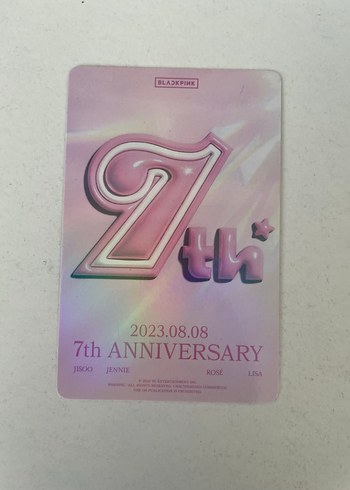 BLACKPINK
7th
2023.08.08
7th ANNIVERSARY
JISOO JENNIE ROSÉ LISA